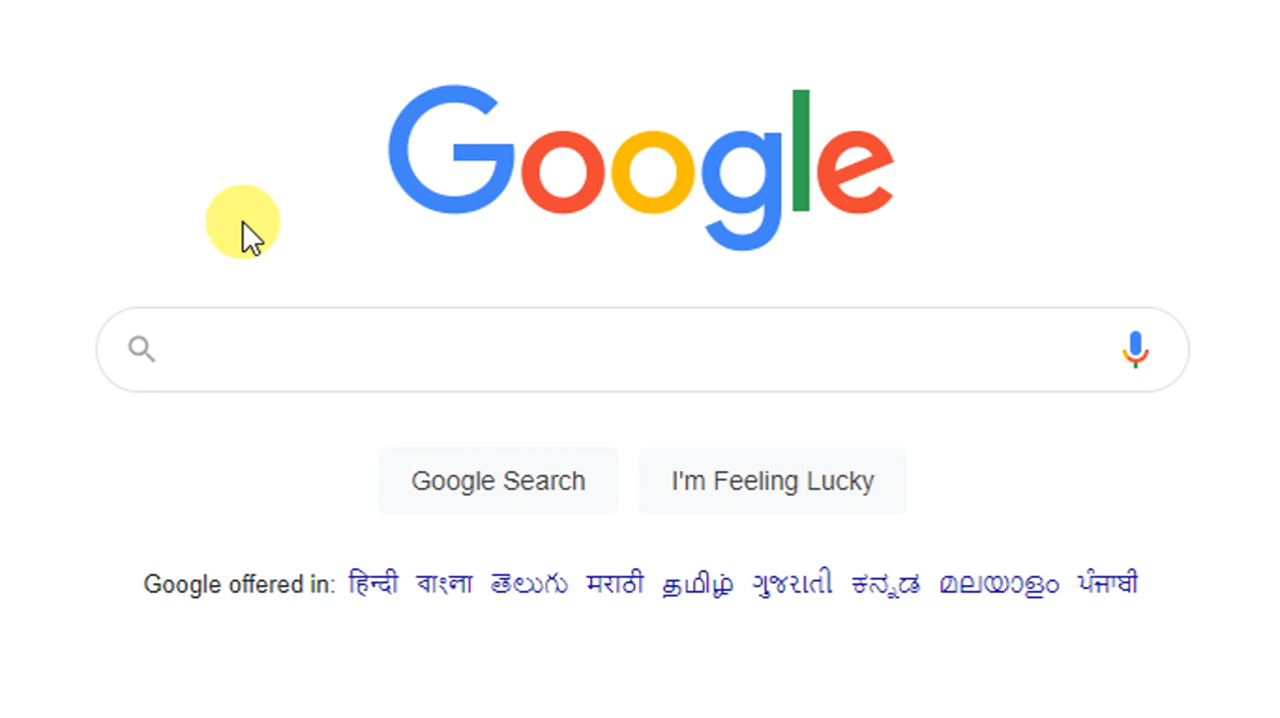 Google
Google Search
I'm Feeling Lucky
Google offered in: हिन्दी বাংলা తెలుగు मराठी தமிழ் ગુજરાતી ಕನ್ನಡ മലയാളം ਪੰਜਾਬੀ